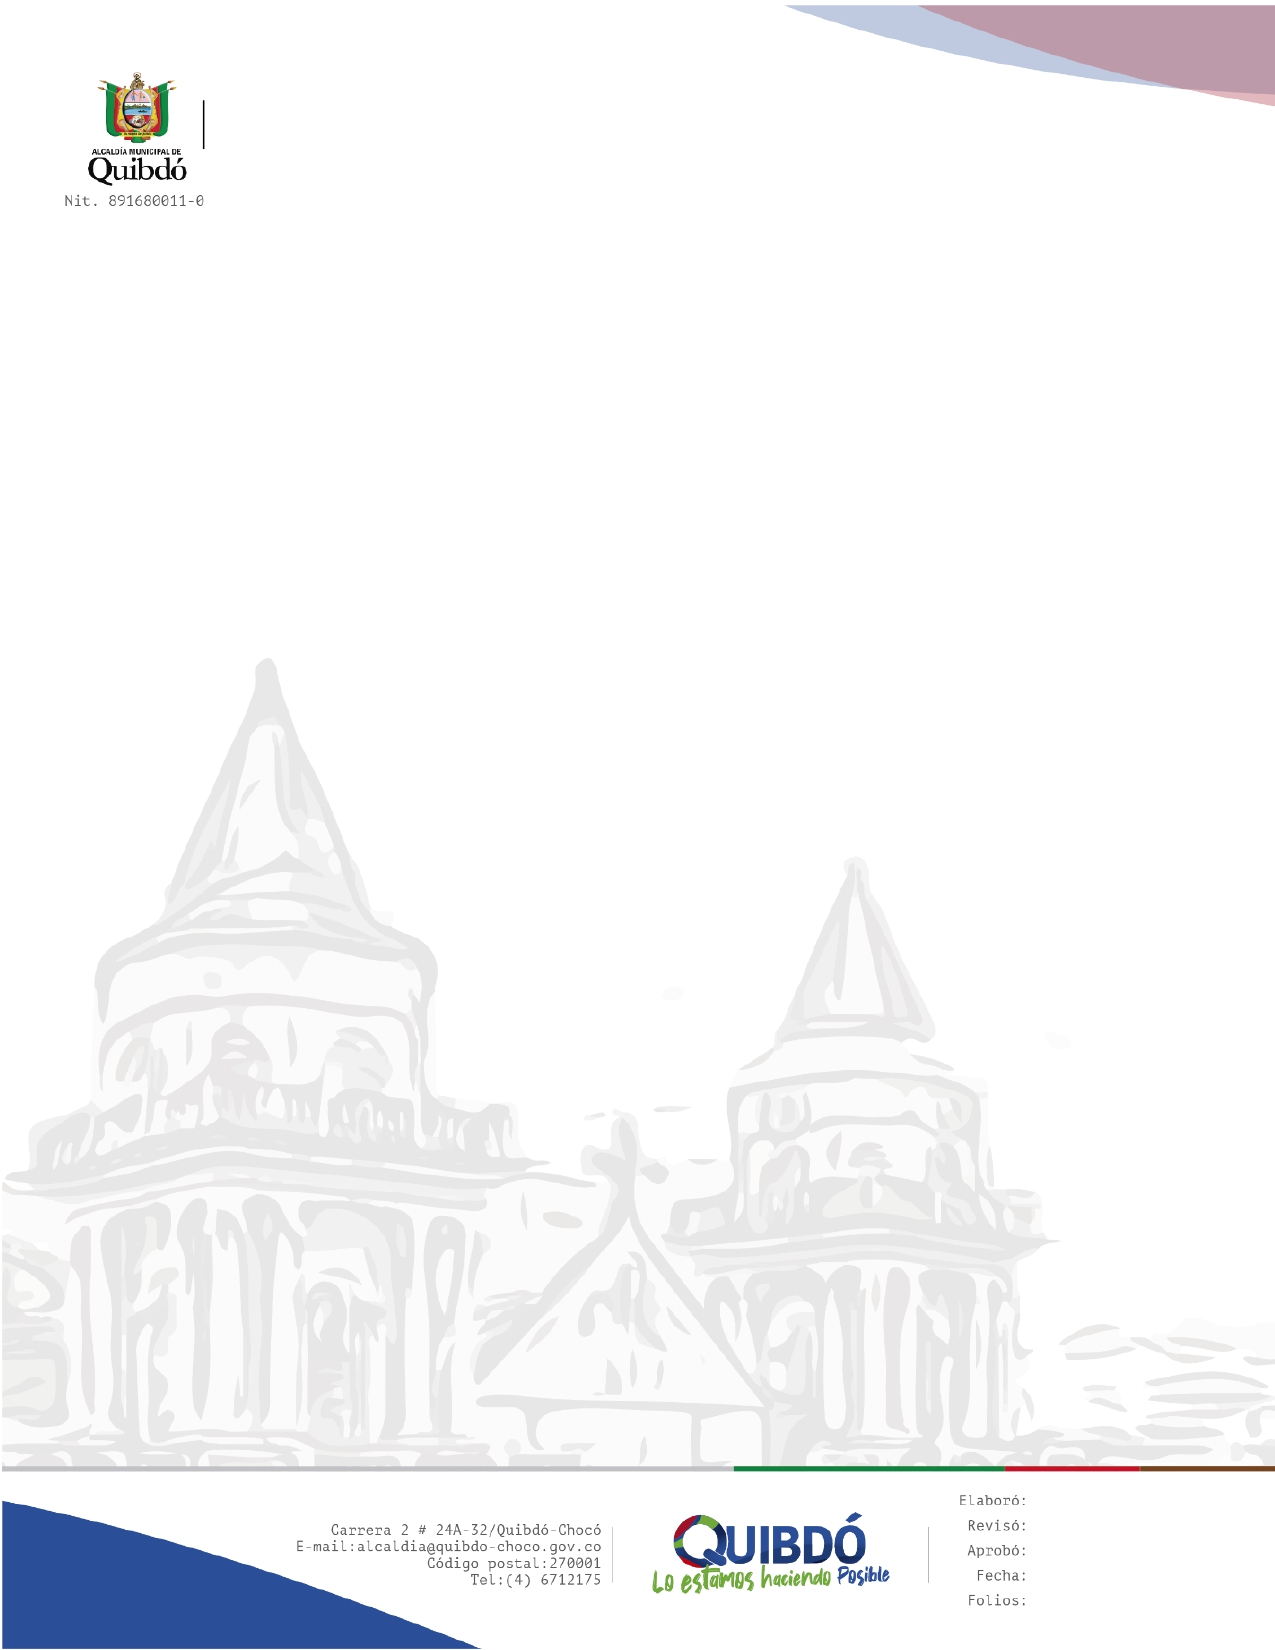 ALCALDÍA MUNICIPAL DE
Quibdó
Nit. 891680011-0
Carrera 2 # 24A-32/Quibdó-Chocó
E-mail:alcaldia@quibdo-choco.gov.co
Código postal:270001
Tel:(4) 6712175
QUIBDÓ
Lo estamos haciendo Posible
Elaboró:
Revisó:
Aprobó:
Fecha:
Folios: